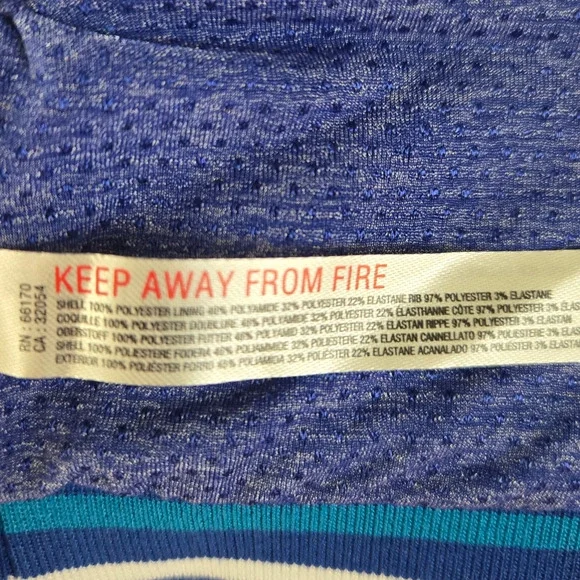 RN : 66170
CA : 32054
KEEP AWAY FROM FIRE
SHELL 100% POLYESTER LINING 46% POLYAMIDE 32% POLYESTER 22% ELASTANE RIB 97% POLYESTER 3% ELASTANE
COQUILLE 100% POLYESTER DOUBLURE 46% POLYAMIDE 32% POLYESTER 22% ÉLASTHANNE CÔTE 97% POLYESTER 3%
OBERSTOFF 100% POLYESTER FUTTER 46% POLYAMID 32% POLYESTER 22% ELASTAN RIPPE 97% POLYESTER 3% ELASTAN
SHELL 100% POLIESTERE FODERA 46% POLIAMMIDE 32% POLIESTERE 22% ELASTAN CANNELLATO 97% POLIESTERE 3%
EXTERIOR 100% POLIÉSTER FORRO 46% POLIAMIDA 32% POLIÉSTER 22% ELASTANE ACANALADO 97% POLIÉSTER 3%